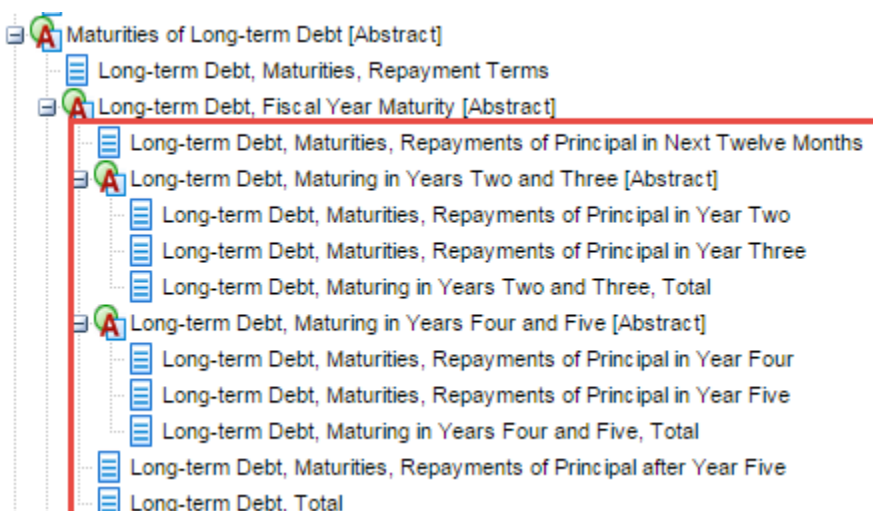 Maturities of Long-term Debt [Abstract]
Long-term Debt, Maturities, Repayment Terms
Long-term Debt, Fiscal Year Maturity [Abstract]
Long-term Debt, Maturities, Repayments of Principal in Next Twelve Months
Long-term Debt, Maturing in Years Two and Three [Abstract]
Long-term Debt, Maturities, Repayments of Principal in Year Two
Long-term Debt, Maturities, Repayments of Principal in Year Three
Long-term Debt, Maturing in Years Two and Three, Total
Long-term Debt, Maturing in Years Four and Five [Abstract]
Long-term Debt, Maturities, Repayments of Principal in Year Four
Long-term Debt, Maturities, Repayments of Principal in Year Five
Long-term Debt, Maturing in Years Four and Five, Total
Long-term Debt, Maturities, Repayments of Principal after Year Five
Long-term Debt, Total